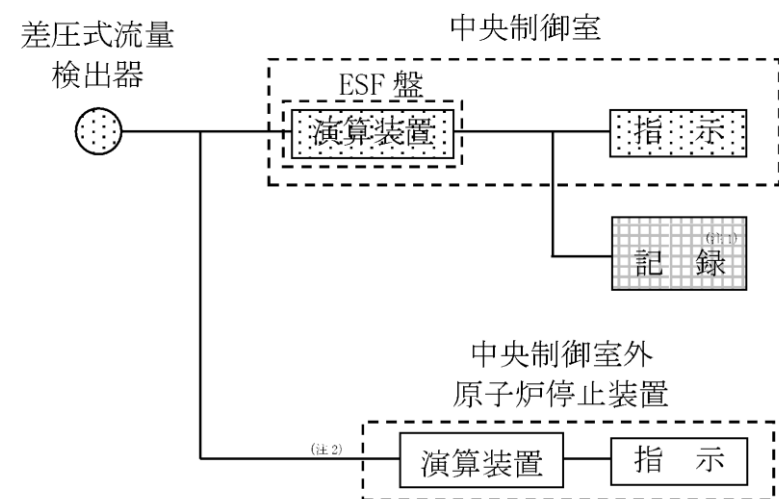 差圧式流量
検出器
中央制御室
ESF 盤
演算装置
指 示
(注1)
記 録
中央制御室外
原子炉停止装置
(注2)
演算装置
指 示